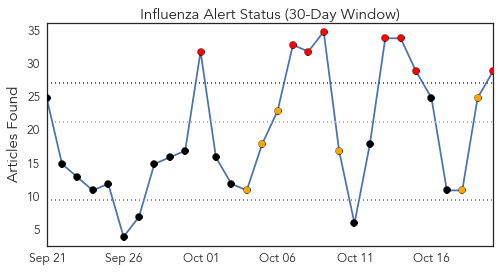 Influenza Alert Status (30-Day Window)
35
30
25
20
15
10
5
Articles Found
Sep 21 Sep 26 Oct 01 Oct 06 Oct 11 Oct 16